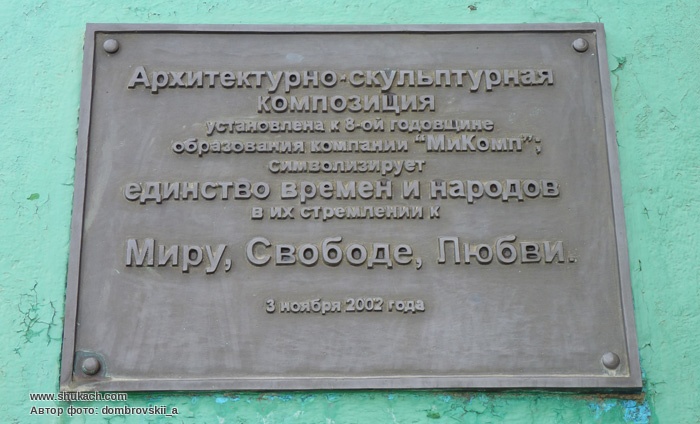 Архитектурно-скульптурная
композиция
установлена к 8-ой годовщине
образования компании "МиКомп";
символизирует
единство времен и народов
в их стремлении к
Миру, Свободе, Любви.
3 ноября 2002 года
www.shukach.com
Автор фото: dombrovskii_a